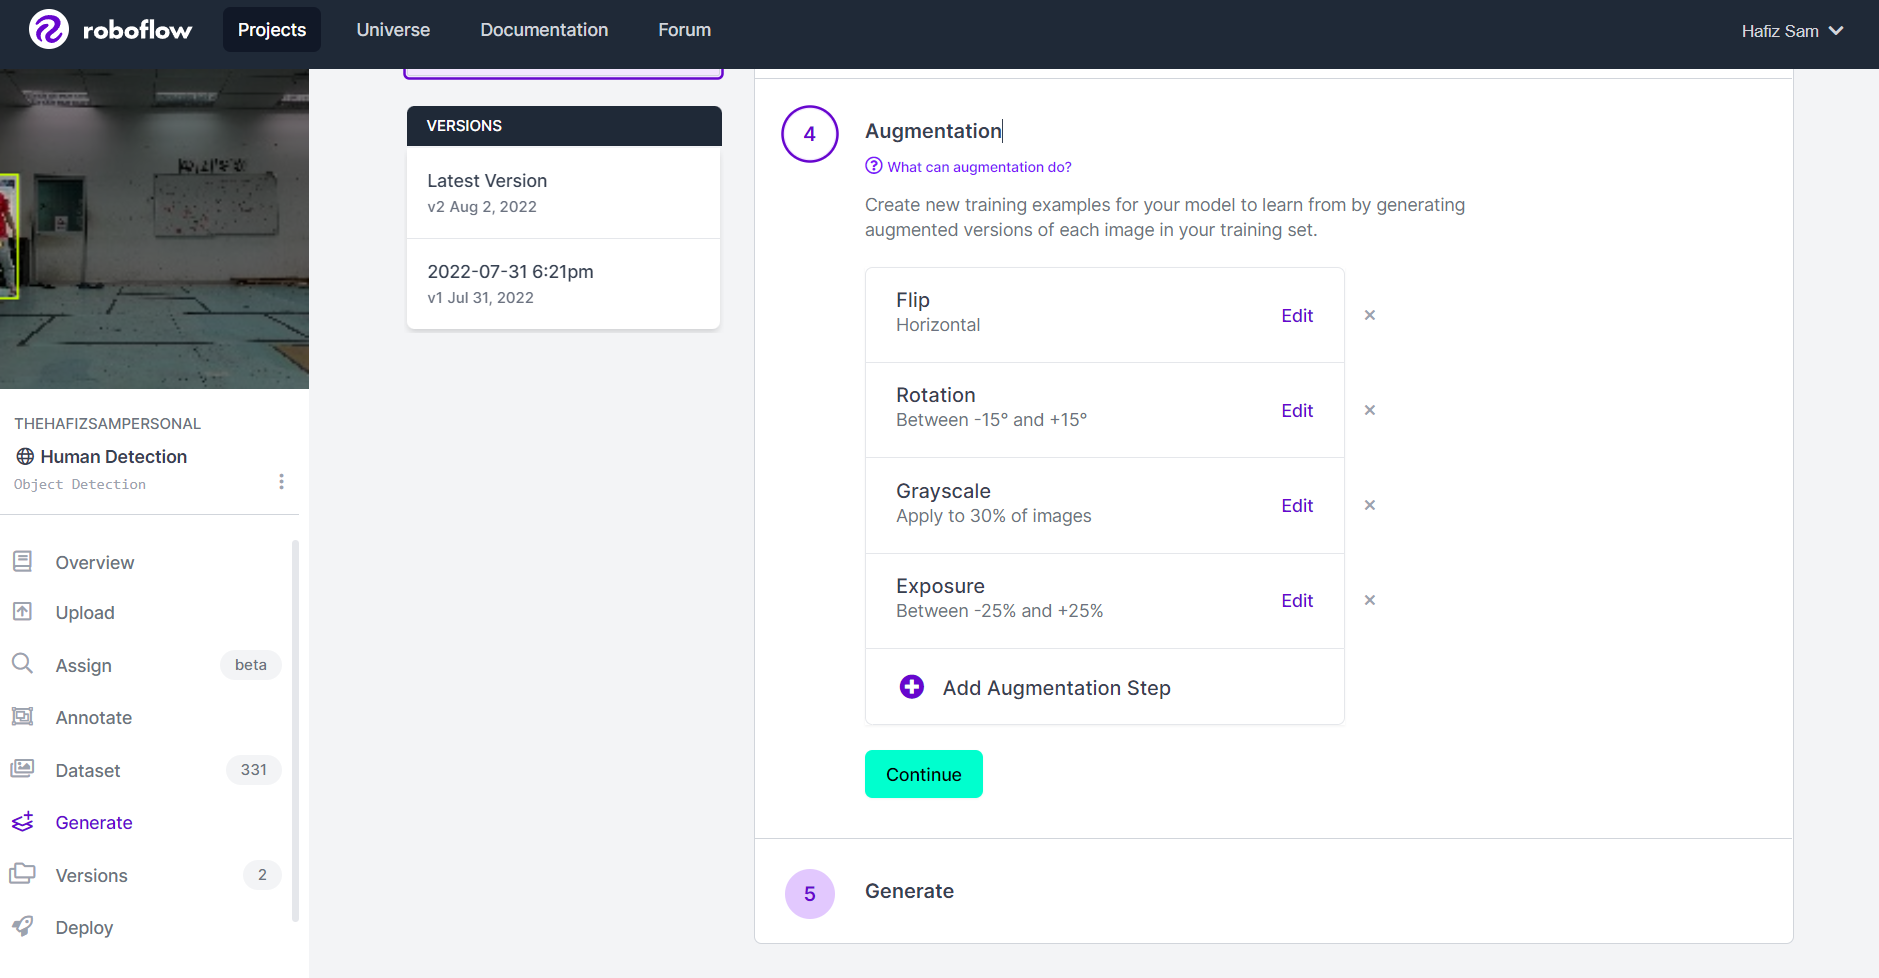 roboflow
Projects
Universe
Documentation
Forum
Hafiz Sam
THEHAFIZSAMPERSONAL
Human Detection
Object Detection
Overview
Upload
Assign
beta
Annotate
Dataset
331
Generate
Versions
2
Deploy
VERSIONS
Latest Version
v2 Aug 2, 2022
2022-07-31 6:21pm
v1 Jul 31, 2022
4
Augmentation
What can augmentation do?
Create new training examples for your model to learn from by generating
augmented versions of each image in your training set.
Flip
Horizontal
Edit
Rotation
Between -15° and +15°
Edit
Grayscale
Apply to 30% of images
Edit
Exposure
Between -25% and +25%
Edit
Add Augmentation Step
Continue
5
Generate